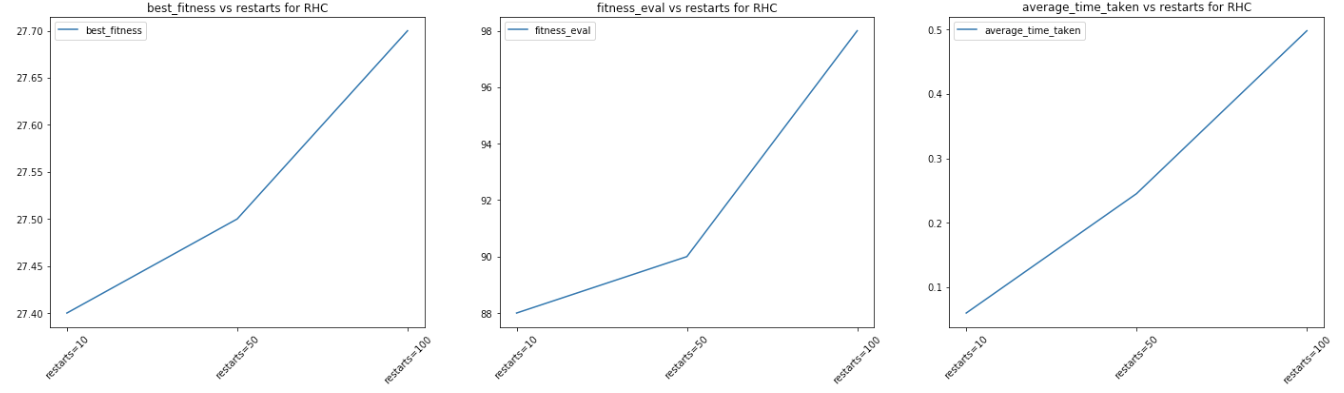 best_fitness vs restarts for RHC
best_fitness
27.70
27.65
27.60
27.55
27.50
27.45
27.40
restarts=10
restarts=50
restarts=100
fitness_eval vs restarts for RHC
fitness_eval
98
96
94
92
90
88
restarts=10
restarts=50
restarts=100
average_time_taken vs restarts for RHC
average_time_taken
0.5
0.4
0.3
0.2
0.1
restarts=10
restarts=50
restarts=100